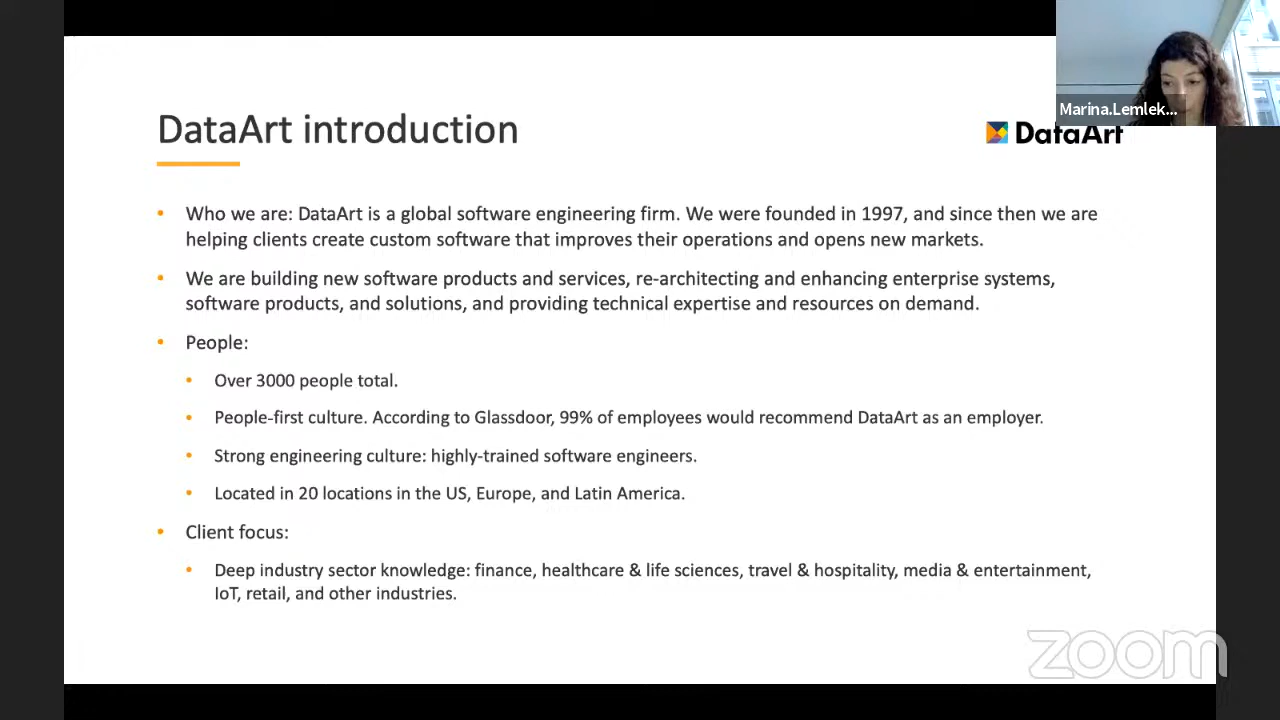 Marina.Lemlek...
DataArt introduction
DataArt
• Who we are: DataArt is a global software engineering firm. We were founded in 1997, and since then we are
helping clients create custom software that improves their operations and opens new markets.
• We are building new software products and services, re-architecting and enhancing enterprise systems,
software products, and solutions, and providing technical expertise and resources on demand.
• People:
• Over 3000 people total.
• People-first culture. According to Glassdoor, 99% of employees would recommend DataArt as an employer.
• Strong engineering culture: highly-trained software engineers.
• Located in 20 locations in the US, Europe, and Latin America.
• Client focus:
• Deep industry sector knowledge: finance, healthcare & life sciences, travel & hospitality, media & entertainment,
IoT, retail, and other industries.
zoom